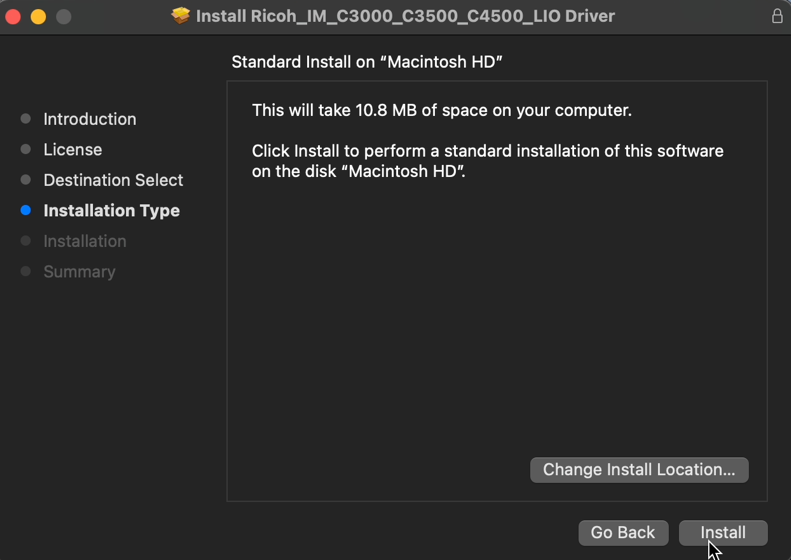 Install Ricoh_IM_C3000_C3500_C4500_LIO Driver
Standard Install on “Macintosh HD”
Introduction
License
Destination Select
Installation Type
Installation
Summary
This will take 10.8 MB of space on your computer.
Click Install to perform a standard installation of this software
on the disk “Macintosh HD”.
Change Install Location...
Go Back
Install